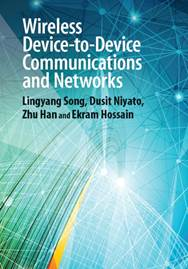 Wireless
Device-to-Device
Communications
and Networks
Lingyang Song, Dusit Niyato,
Zhu Han and Ekram Hossain